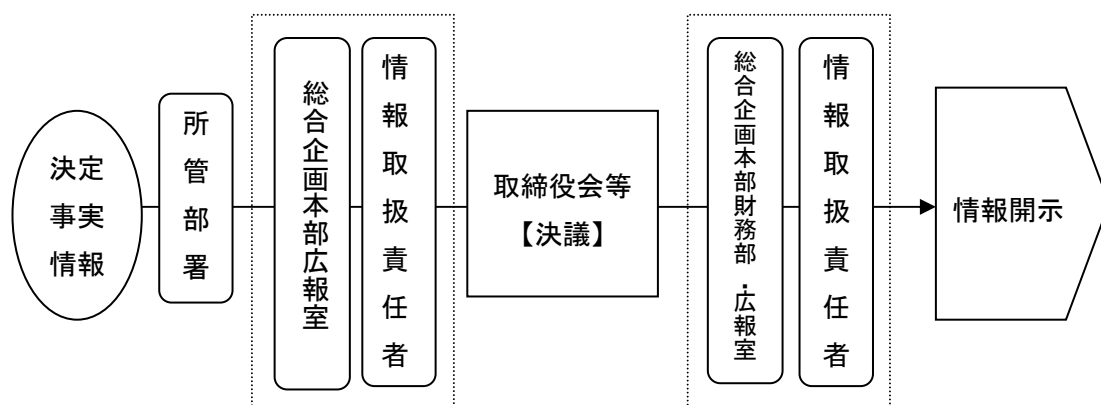 決定
事実
情報
所管部署
総合企画本部広報室
情報取扱責任者
取締役会等
【決議】
総合企画本部財務部・広報室
情報取扱責任者
情報開示